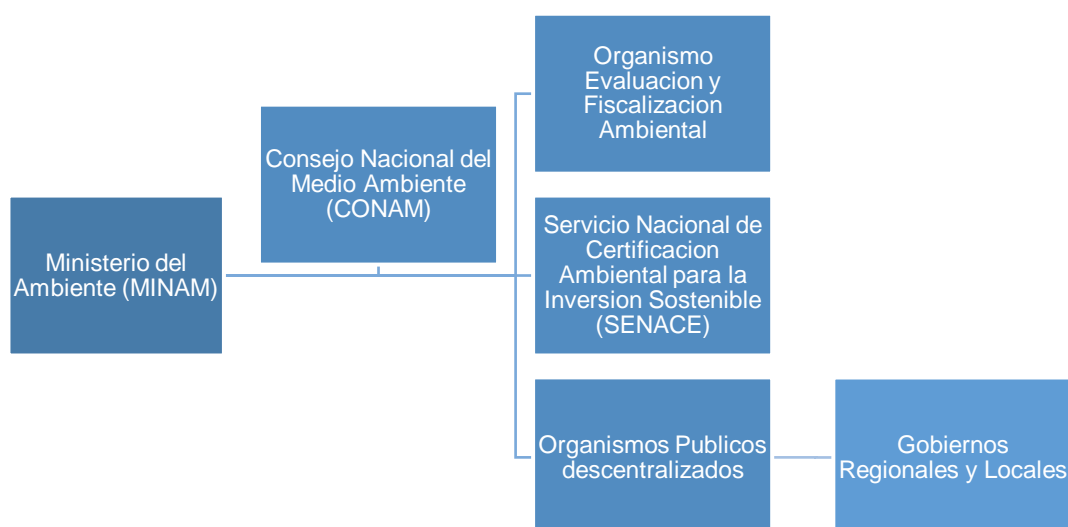 Ministerio del
Ambiente (MINAM)
Consejo Nacional del
Medio Ambiente
(CONAM)
Organismo
Evaluacion y
Fiscalizacion
Ambiental
Servicio Nacional de
Certificacion
Ambiental para la
Inversion Sostenible
(SENACE)
Organismos Publicos
descentralizados
Gobiernos
Regionales y Locales